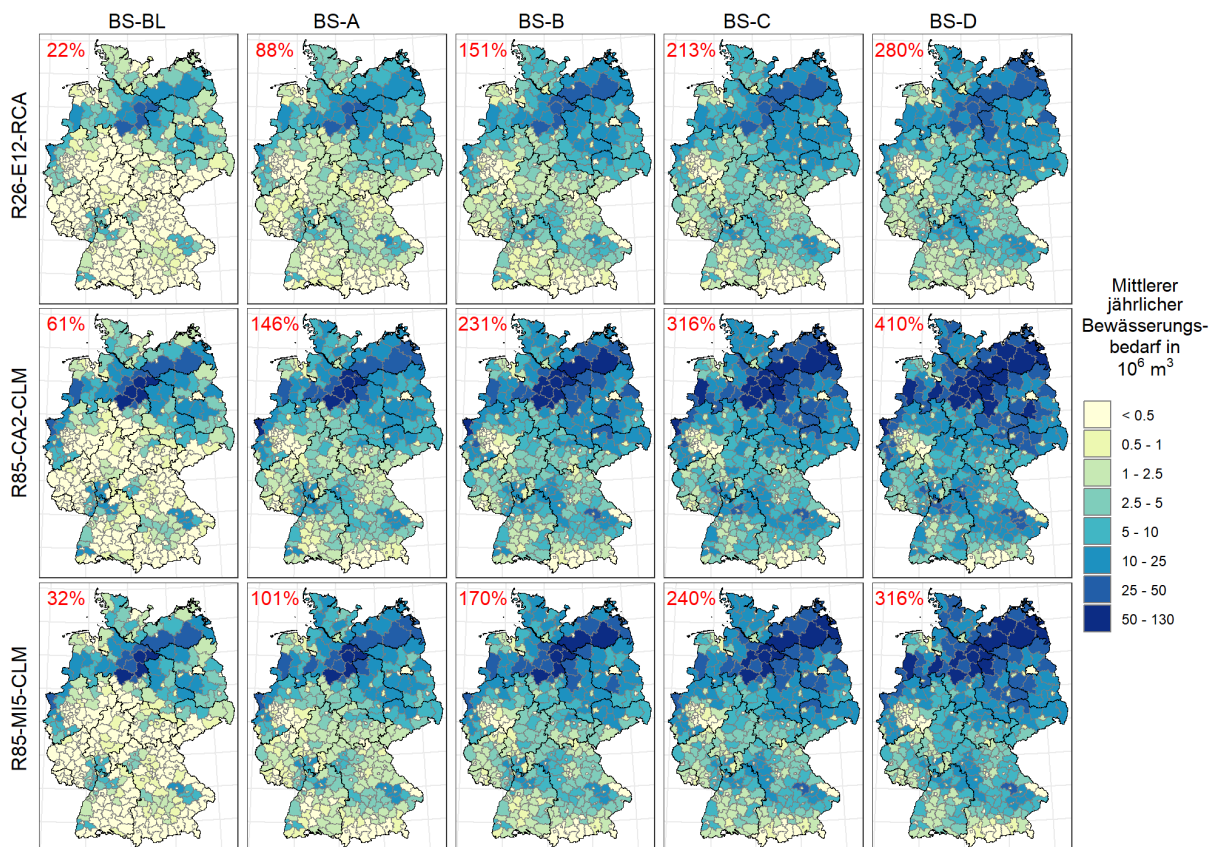 BS-BL
BS-A
BS-B
BS-C
BS-D
R26-E12-RCA
22%
88%
151%
213%
280%
R85-CA2-CLM
61%
146%
231%
316%
410%
R85-MI5-CLM
32%
101%
170%
240%
316%
Mittlerer
jährlicher
Bewässerungs-
bedarf in
10⁶ m³
< 0.5
0.5 - 1
1 - 2.5
2.5 - 5
5 - 10
10 - 25
25 - 50
50 - 130